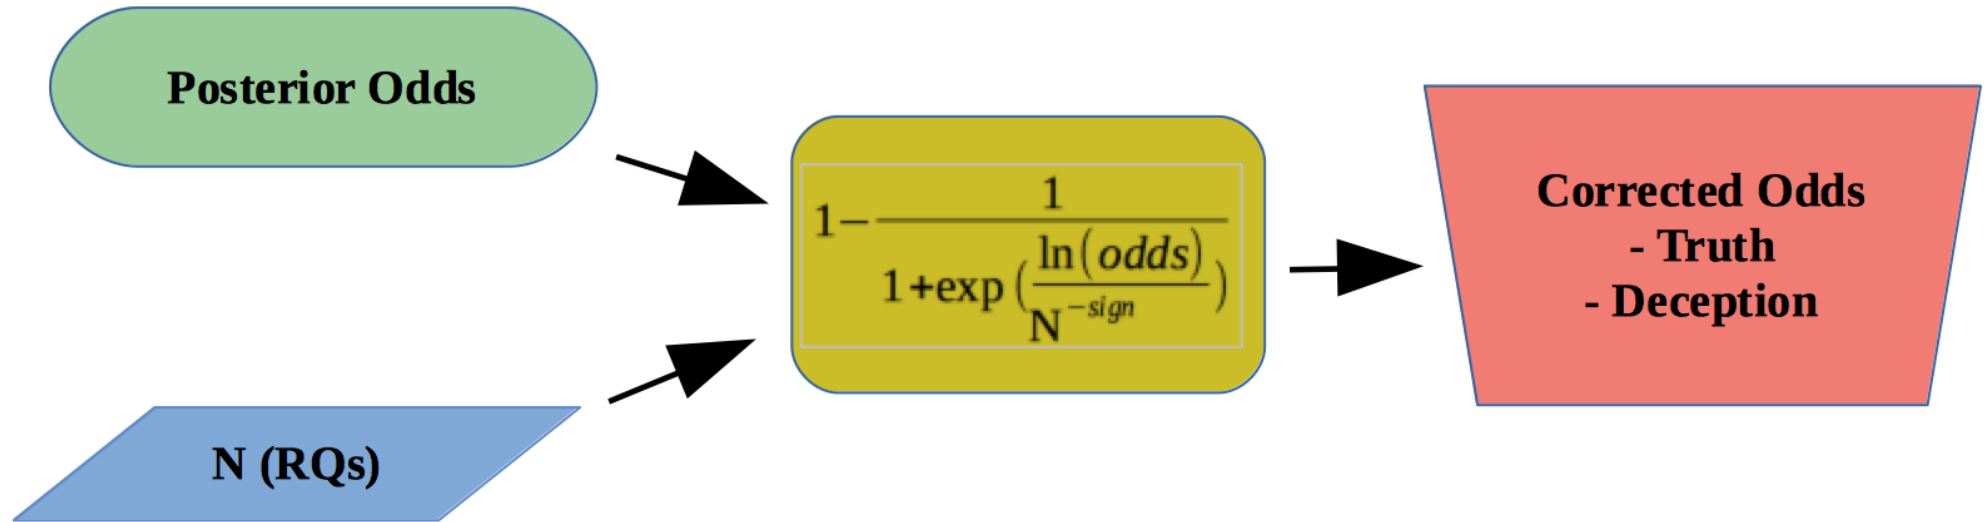 Posterior Odds
N (RQs)
1− 1 / 1+exp(ln(odds) / N^−sign)
Corrected Odds
- Truth
- Deception